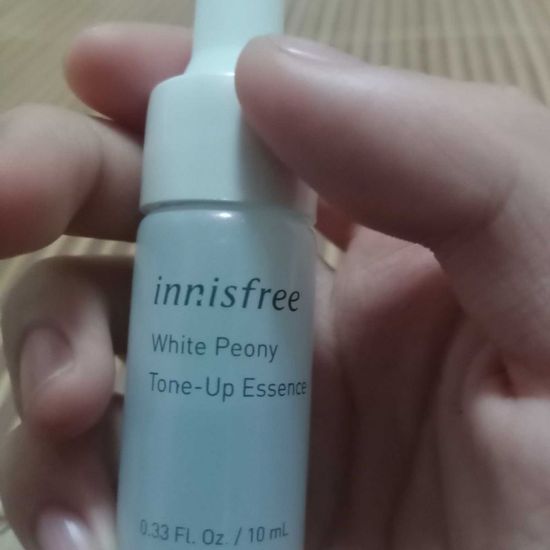 innisfree
White Peony
Tone-Up Essence
0.33 Fl. Oz. / 10 mL